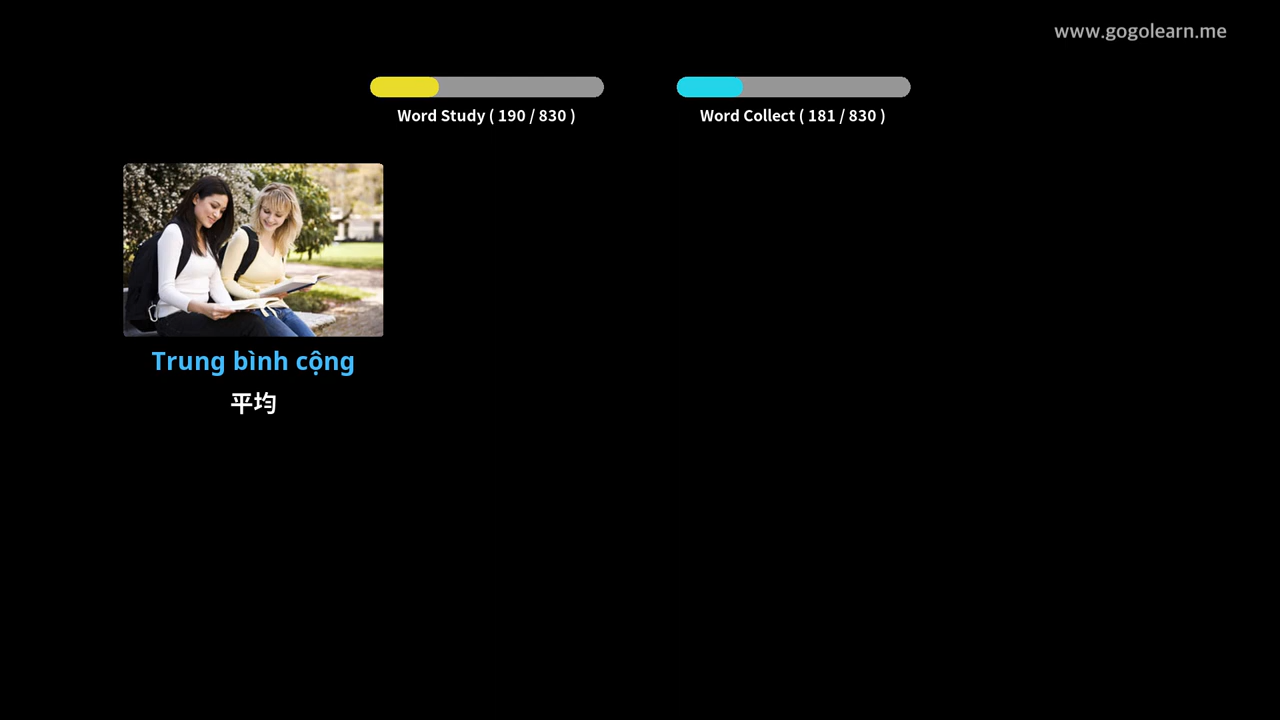 www.gogolearn.me
Word Study ( 190 / 830 )
Word Collect ( 181 / 830 )
Trung bình cộng
平均